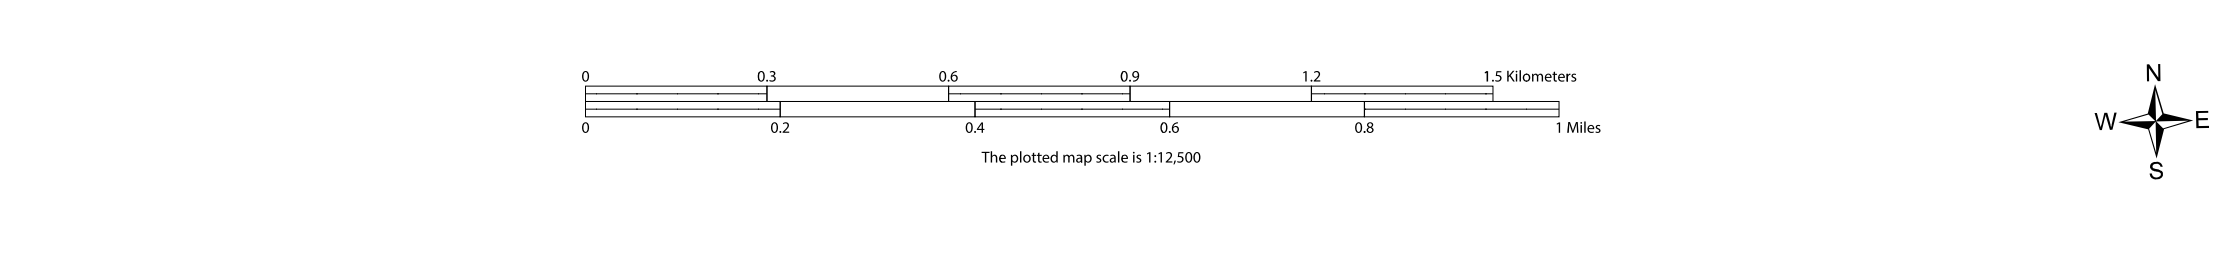 0 0.3 0.6 0.9 1.2 1.5 Kilometers
0 0.2 0.4 0.6 0.8 1 Miles
The plotted map scale is 1:12,500
N
W E
S